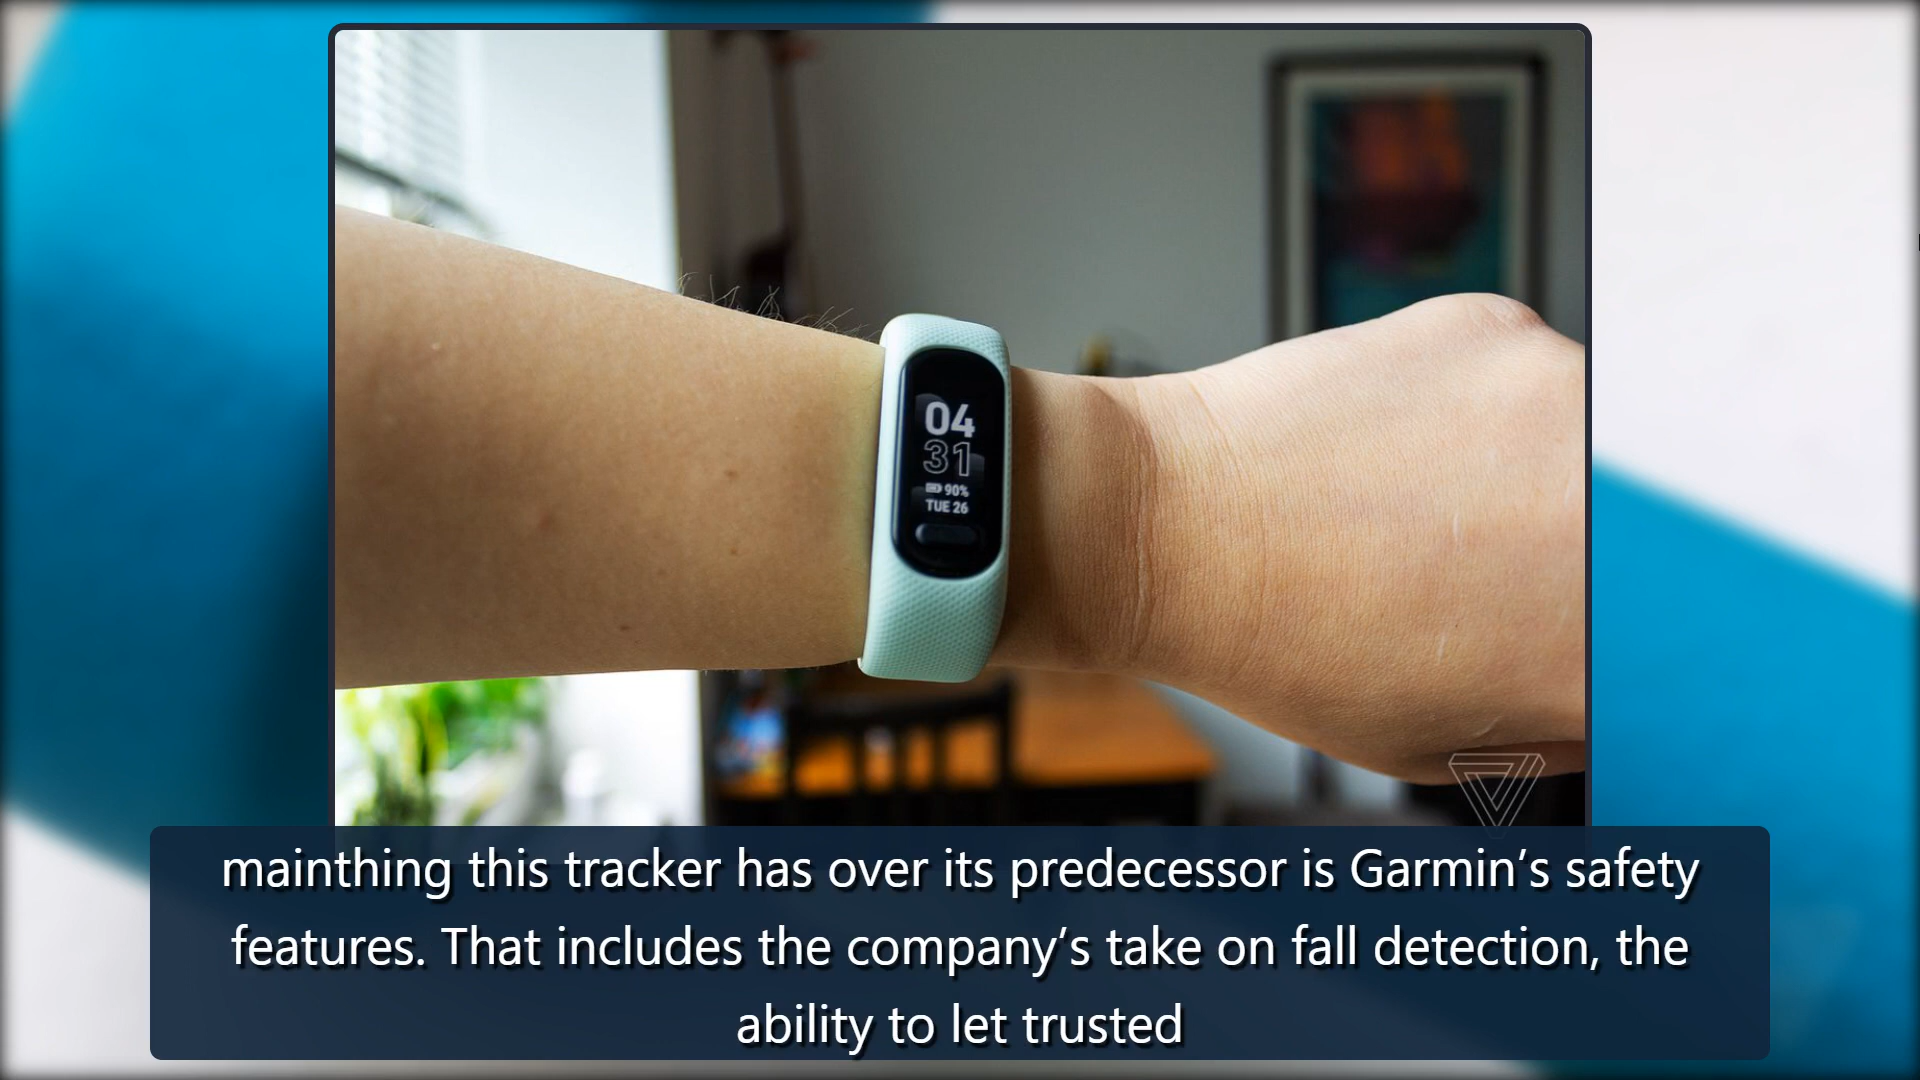 04
31
90%
TUE 26
mainthing this tracker has over its predecessor is Garmin’s safety
features. That includes the company’s take on fall detection, the
ability to let trusted